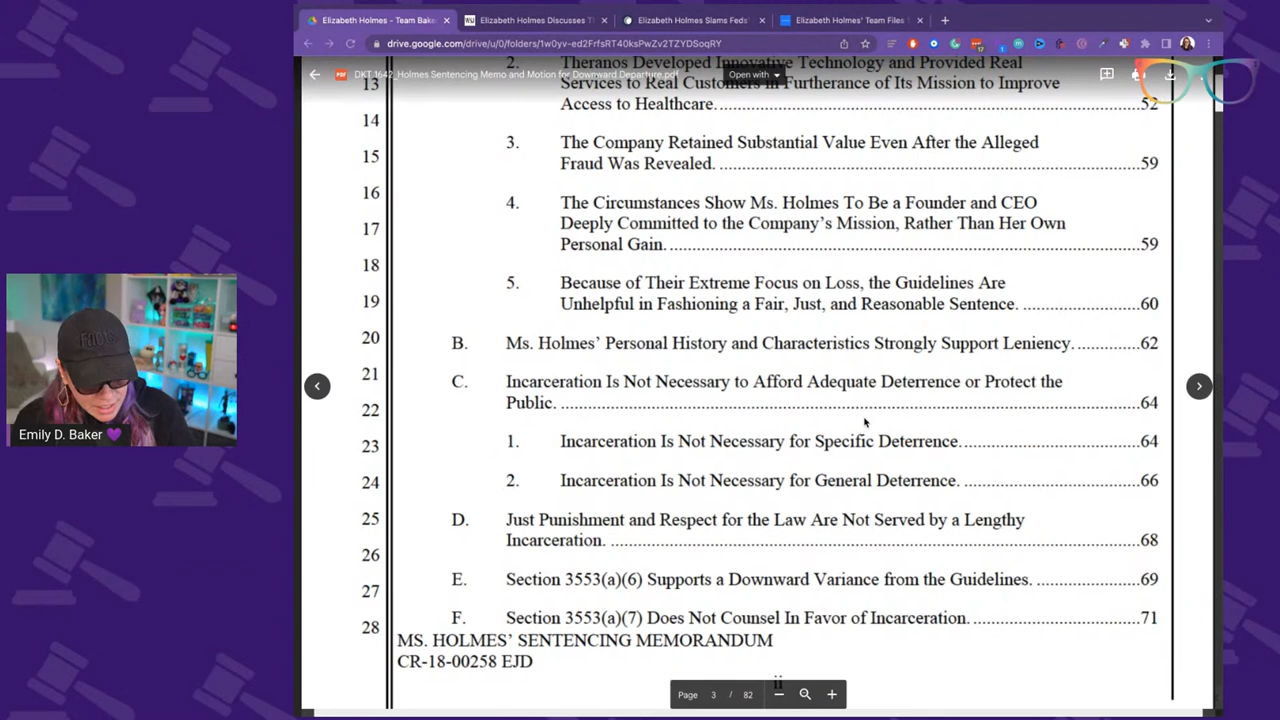 Elizabeth Holmes - Team Bake
Elizabeth Holmes Discusses T
Elizabeth Holmes Slams Feds'
Elizabeth Holmes' Team Files
drive.google.com/drive/u/0/folders/1w0yv-ed2FrfsRT40ksPwZv2TZYDSoqRY
DKT 1642_Holmes Sentencing Memo and Motion for Downward Departure.pdf
Open with
2. Theranos Developed Innovative Technology and Provided Real
13 Services to Real Customers in Furtherance of Its Mission to Improve
Access to Healthcare. 52
14
3. The Company Retained Substantial Value Even After the Alleged
15 Fraud Was Revealed. 59
16
4. The Circumstances Show Ms. Holmes To Be a Founder and CEO
17 Deeply Committed to the Company's Mission, Rather Than Her Own
Personal Gain. 59
18
5. Because of Their Extreme Focus on Loss, the Guidelines Are
19 Unhelpful in Fashioning a Fair, Just, and Reasonable Sentence. 60
20 B. Ms. Holmes' Personal History and Characteristics Strongly Support Leniency. 62
21 C. Incarceration Is Not Necessary to Afford Adequate Deterrence or Protect the
22 Public. 64
23 1. Incarceration Is Not Necessary for Specific Deterrence. 64
24 2. Incarceration Is Not Necessary for General Deterrence. 66
25 D. Just Punishment and Respect for the Law Are Not Served by a Lengthy
26 Incarceration. 68
27 E. Section 3553(a)(6) Supports a Downward Variance from the Guidelines. 69
28 F. Section 3553(a)(7) Does Not Counsel In Favor of Incarceration. 71
MS. HOLMES' SENTENCING MEMORANDUM
CR-18-00258 EJD
ii
Page 3 / 82
Facts
Emily D. Baker 💜